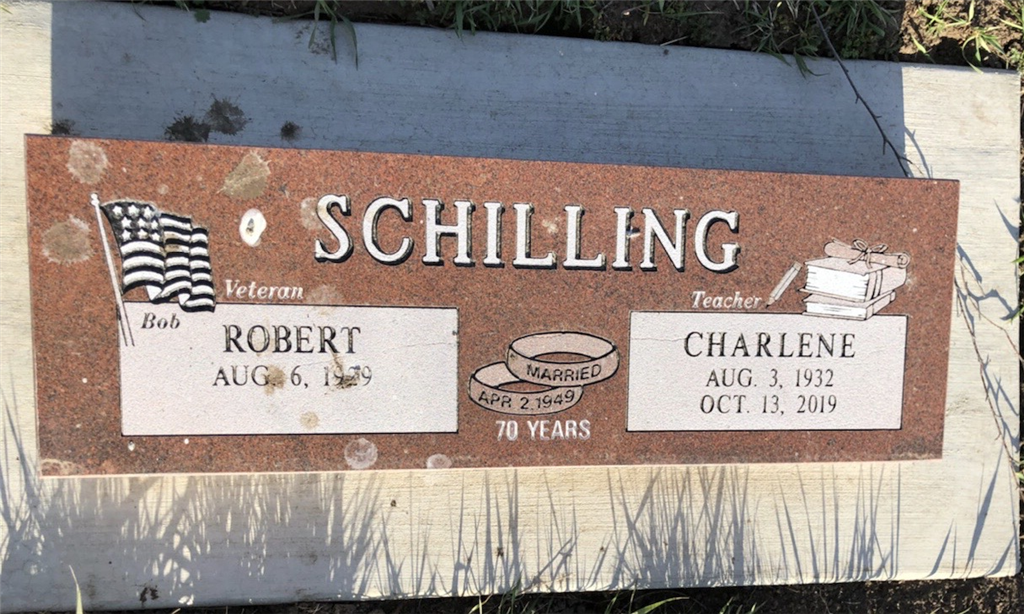 SCHILLING
Veteran
Bob
ROBERT
AUG. 6, 1929
MARRIED
APR 2, 1949
70 YEARS
Teacher
CHARLENE
AUG. 3, 1932
OCT. 13, 2019